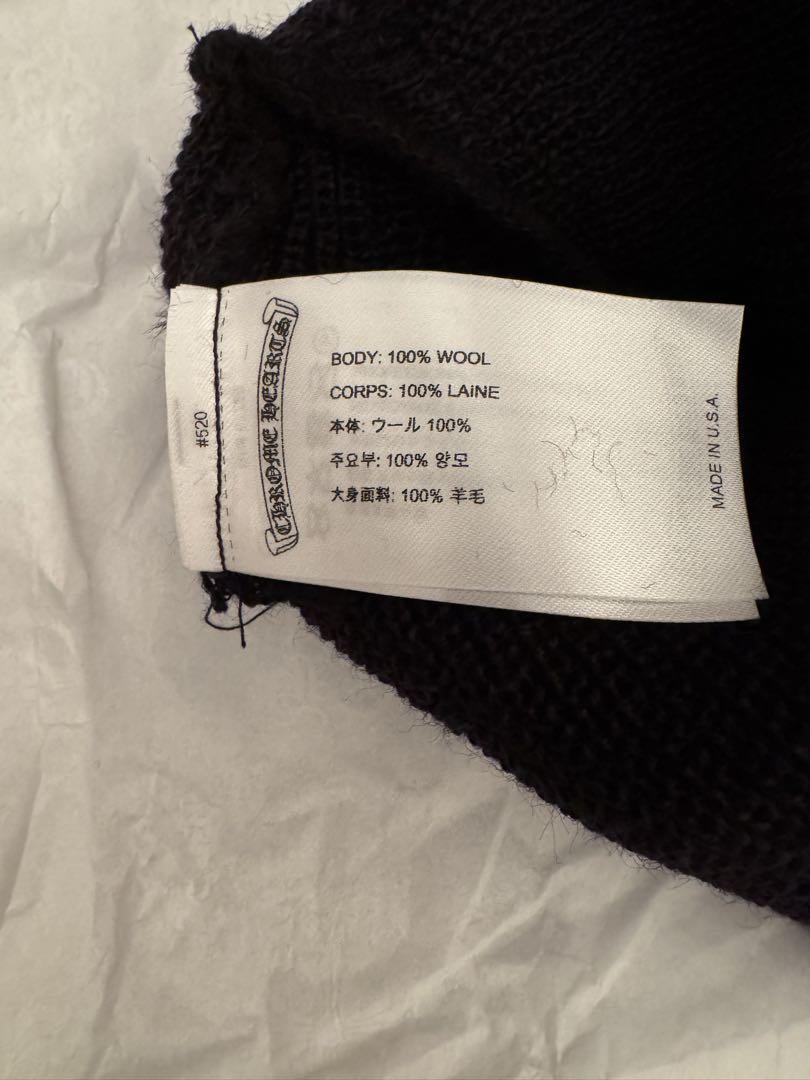 #520
CHROME HEARTS
BODY: 100% WOOL
CORPS: 100% LAiNE
本体: ウール 100%
주요부: 100% 양모
大身面料: 100% 羊毛
MADE IN U.S.A.